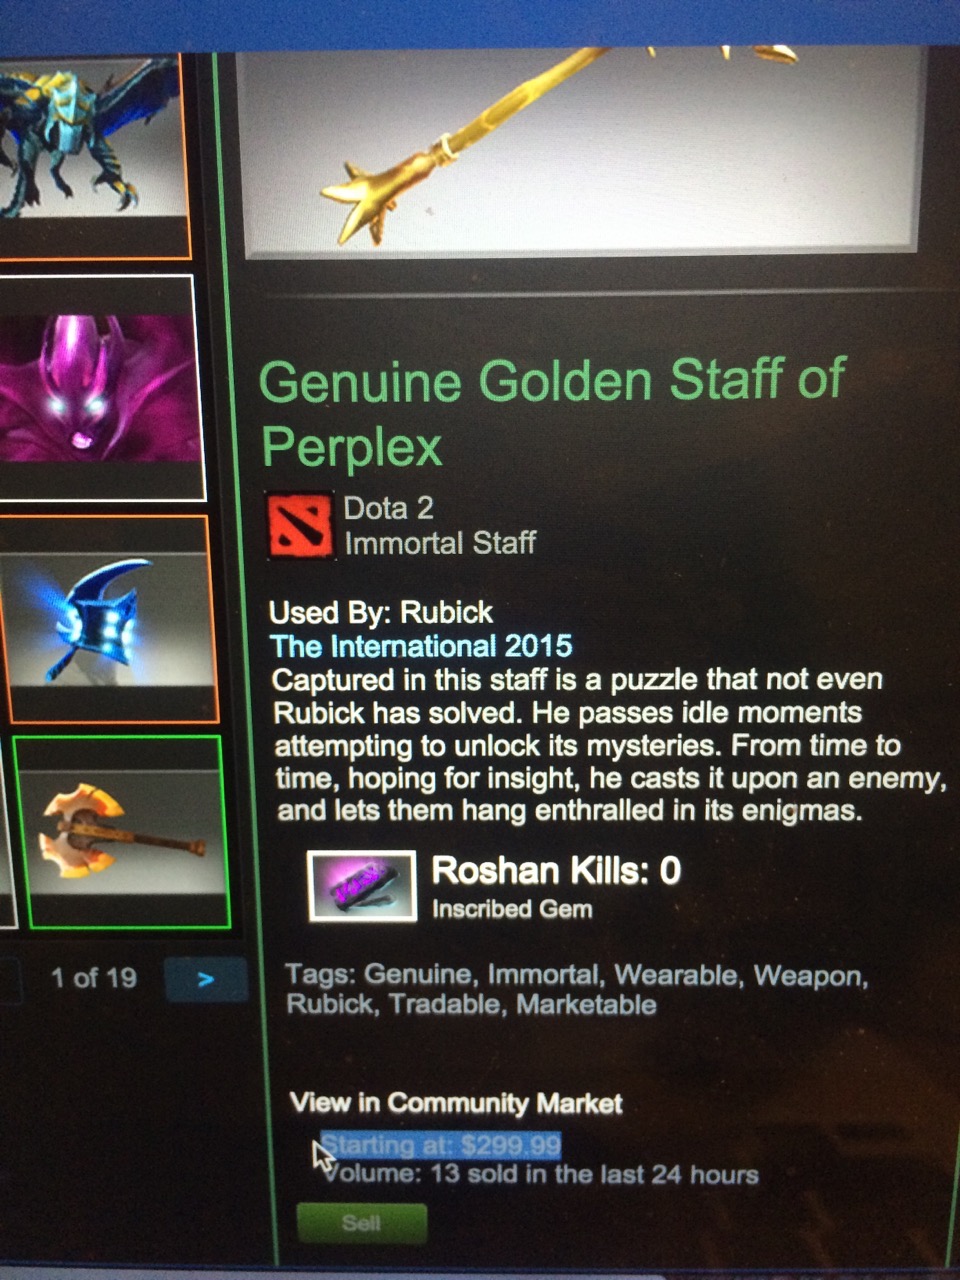 Genuine Golden Staff of
Perplex
Dota 2
Immortal Staff
Used By: Rubick
The International 2015
Captured in this staff is a puzzle that not even
Rubick has solved. He passes idle moments
attempting to unlock its mysteries. From time to
time, hoping for insight, he casts it upon an enemy,
and lets them hang enthralled in its enigmas.
Roshan Kills: 0
Inscribed Gem
1 of 19 >
Tags: Genuine, Immortal, Wearable, Weapon,
Rubick, Tradable, Marketable
View in Community Market
Starting at: $299.99
Volume: 13 sold in the last 24 hours
Sell